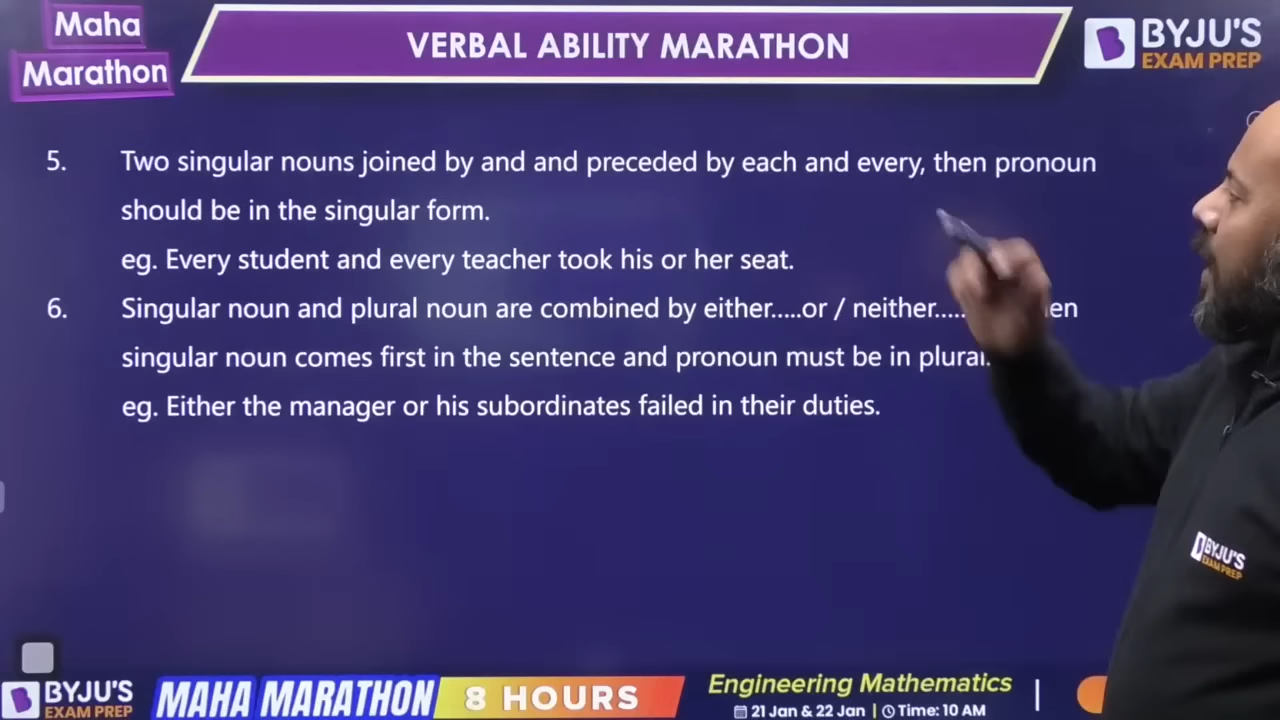 Maha
Marathon
VERBAL ABILITY MARATHON
BYJU'S
EXAM PREP
5. Two singular nouns joined by and and preceded by each and every, then pronoun
should be in the singular form.
eg. Every student and every teacher took his or her seat.
6. Singular noun and plural noun are combined by either.....or / neither.....
singular noun comes first in the sentence and pronoun must be in plural.
eg. Either the manager or his subordinates failed in their duties.
BYJU'S
EXAM PREP
BYJU'S
EXAM PREP
MAHA MARATHON 8 HOURS
Engineering Mathematics
21 Jan & 22 Jan | Time: 10 AM